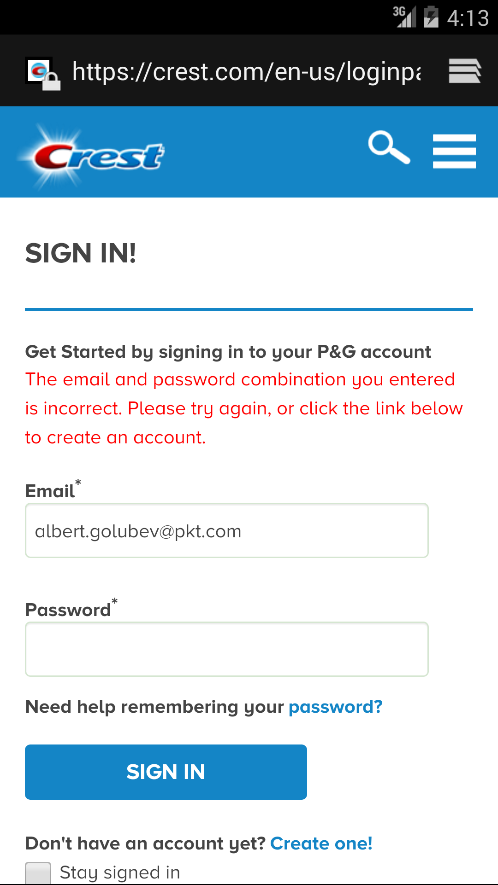 3G 4:13
https://crest.com/en-us/loginpa
Crest
SIGN IN!
Get Started by signing in to your P&G account
The email and password combination you entered
is incorrect. Please try again, or click the link below
to create an account.
Email*
albert.golubev@pkt.com
Password*
Need help remembering your password?
SIGN IN
Don't have an account yet? Create one!
Stay signed in